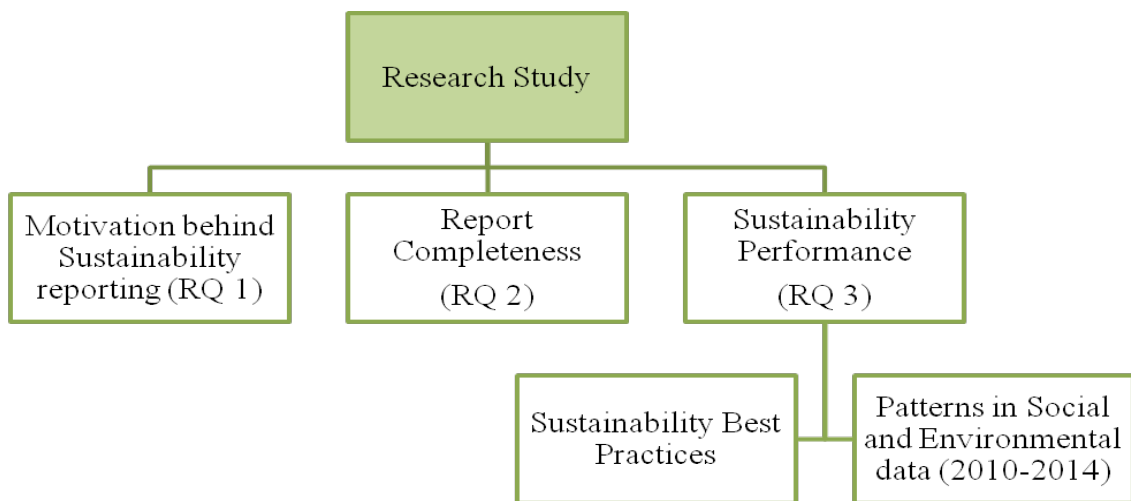 Research Study
Motivation behind
Sustainability
reporting (RQ 1)
Report
Completeness
(RQ 2)
Sustainability
Performance
(RQ 3)
Sustainability Best
Practices
Patterns in Social
and Environmental
data (2010-2014)